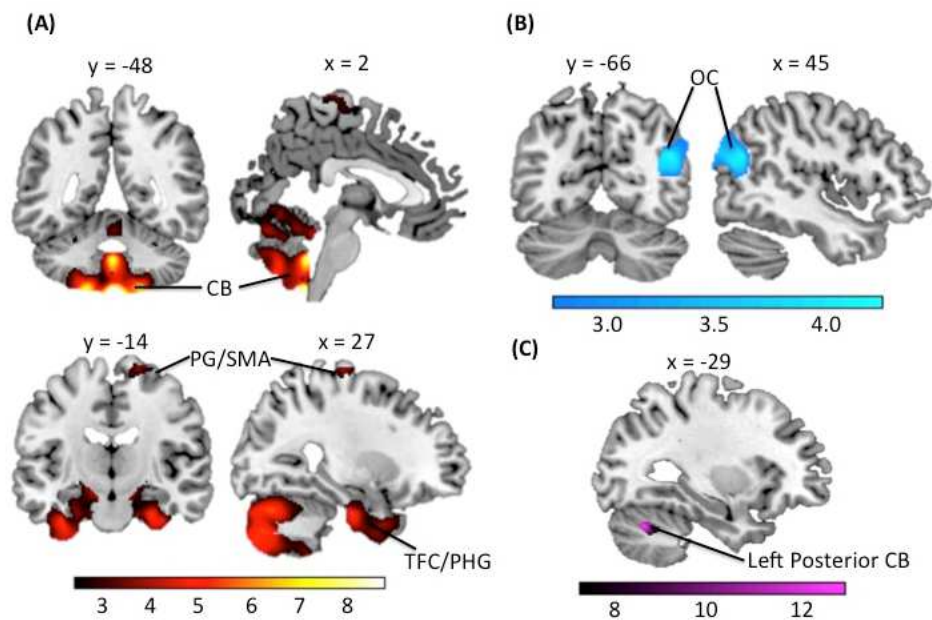 (A)
y = -48
x = 2
CB
y = -14
PG/SMA
x = 27
TFC/PHG
3 4 5 6 7 8
(B)
y = -66
OC
x = 45
3.0 3.5 4.0
(C)
x = -29
Left Posterior CB
8 10 12